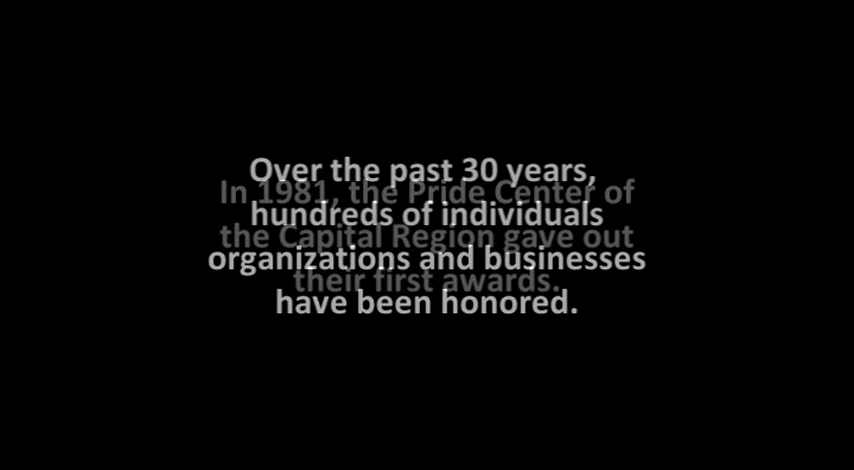 Over the past 30 years,
hundreds of individuals
organizations and businesses
have been honored.
In 1981, the Pride Center of
the Capital Region gave out
their first awards.